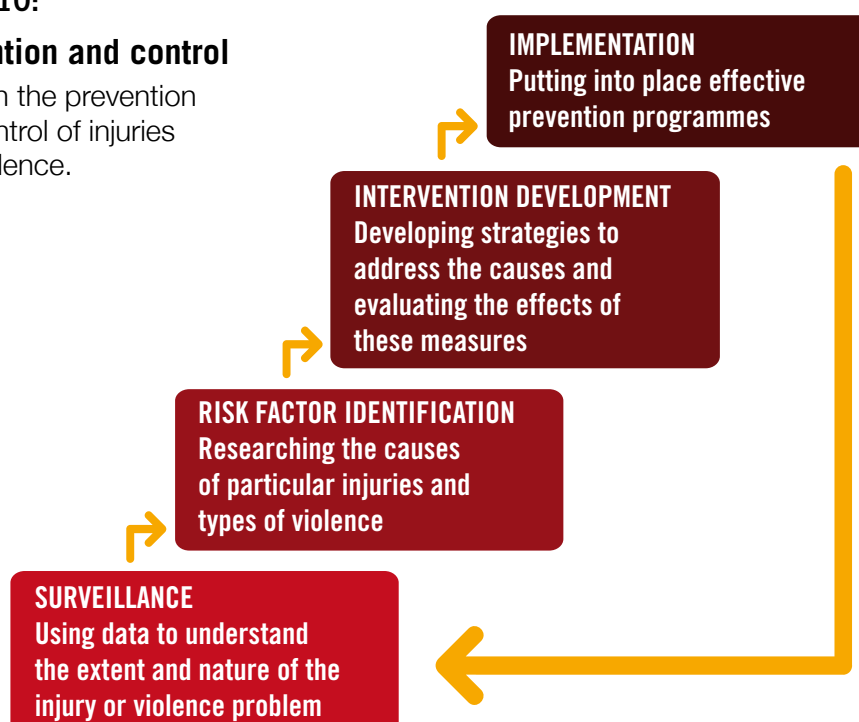 ntion and control
n the prevention
ntrol of injuries
lence.
IMPLEMENTATION
Putting into place effective
prevention programmes
INTERVENTION DEVELOPMENT
Developing strategies to
address the causes and
evaluating the effects of
these measures
RISK FACTOR IDENTIFICATION
Researching the causes
of particular injuries and
types of violence
SURVEILLANCE
Using data to understand
the extent and nature of the
injury or violence problem